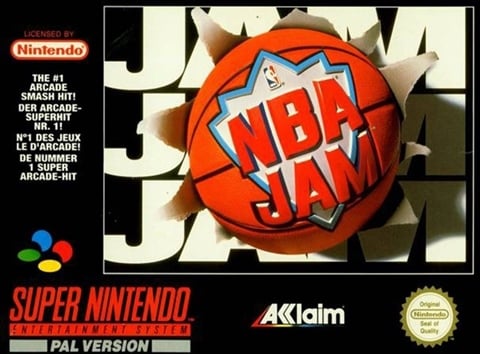 LICENSED BY
Nintendo
THE #1
ARCADE
SMASH HIT!
DER ARCADE-
SUPERHIT
NR. 1!
N°1 DES JEUX
LE D'ARCADE!
DE NUMMER
1 SUPER
ARCADE-HIT
JAM
JAM
JAM
NBA
JAM
SUPER NINTENDO
ENTERTAINMENT SYSTEM
PAL VERSION
AKklaim
Original
Nintendo
Seal of
Quality